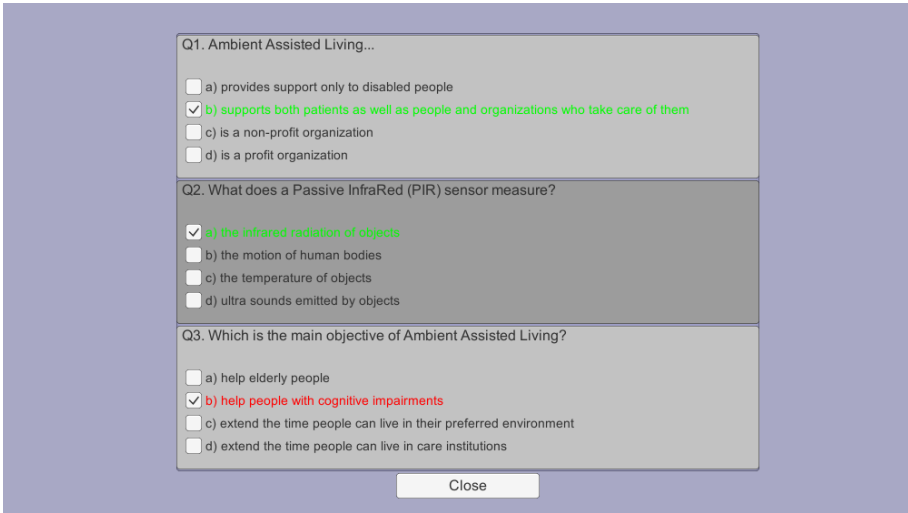 Q1. Ambient Assisted Living...
a) provides support only to disabled people
b) supports both patients as well as people and organizations who take care of them
c) is a non-profit organization
d) is a profit organization
Q2. What does a Passive InfraRed (PIR) sensor measure?
a) the infrared radiation of objects
b) the motion of human bodies
c) the temperature of objects
d) ultra sounds emitted by objects
Q3. Which is the main objective of Ambient Assisted Living?
a) help elderly people
b) help people with cognitive impairments
c) extend the time people can live in their preferred environment
d) extend the time people can live in care institutions
Close